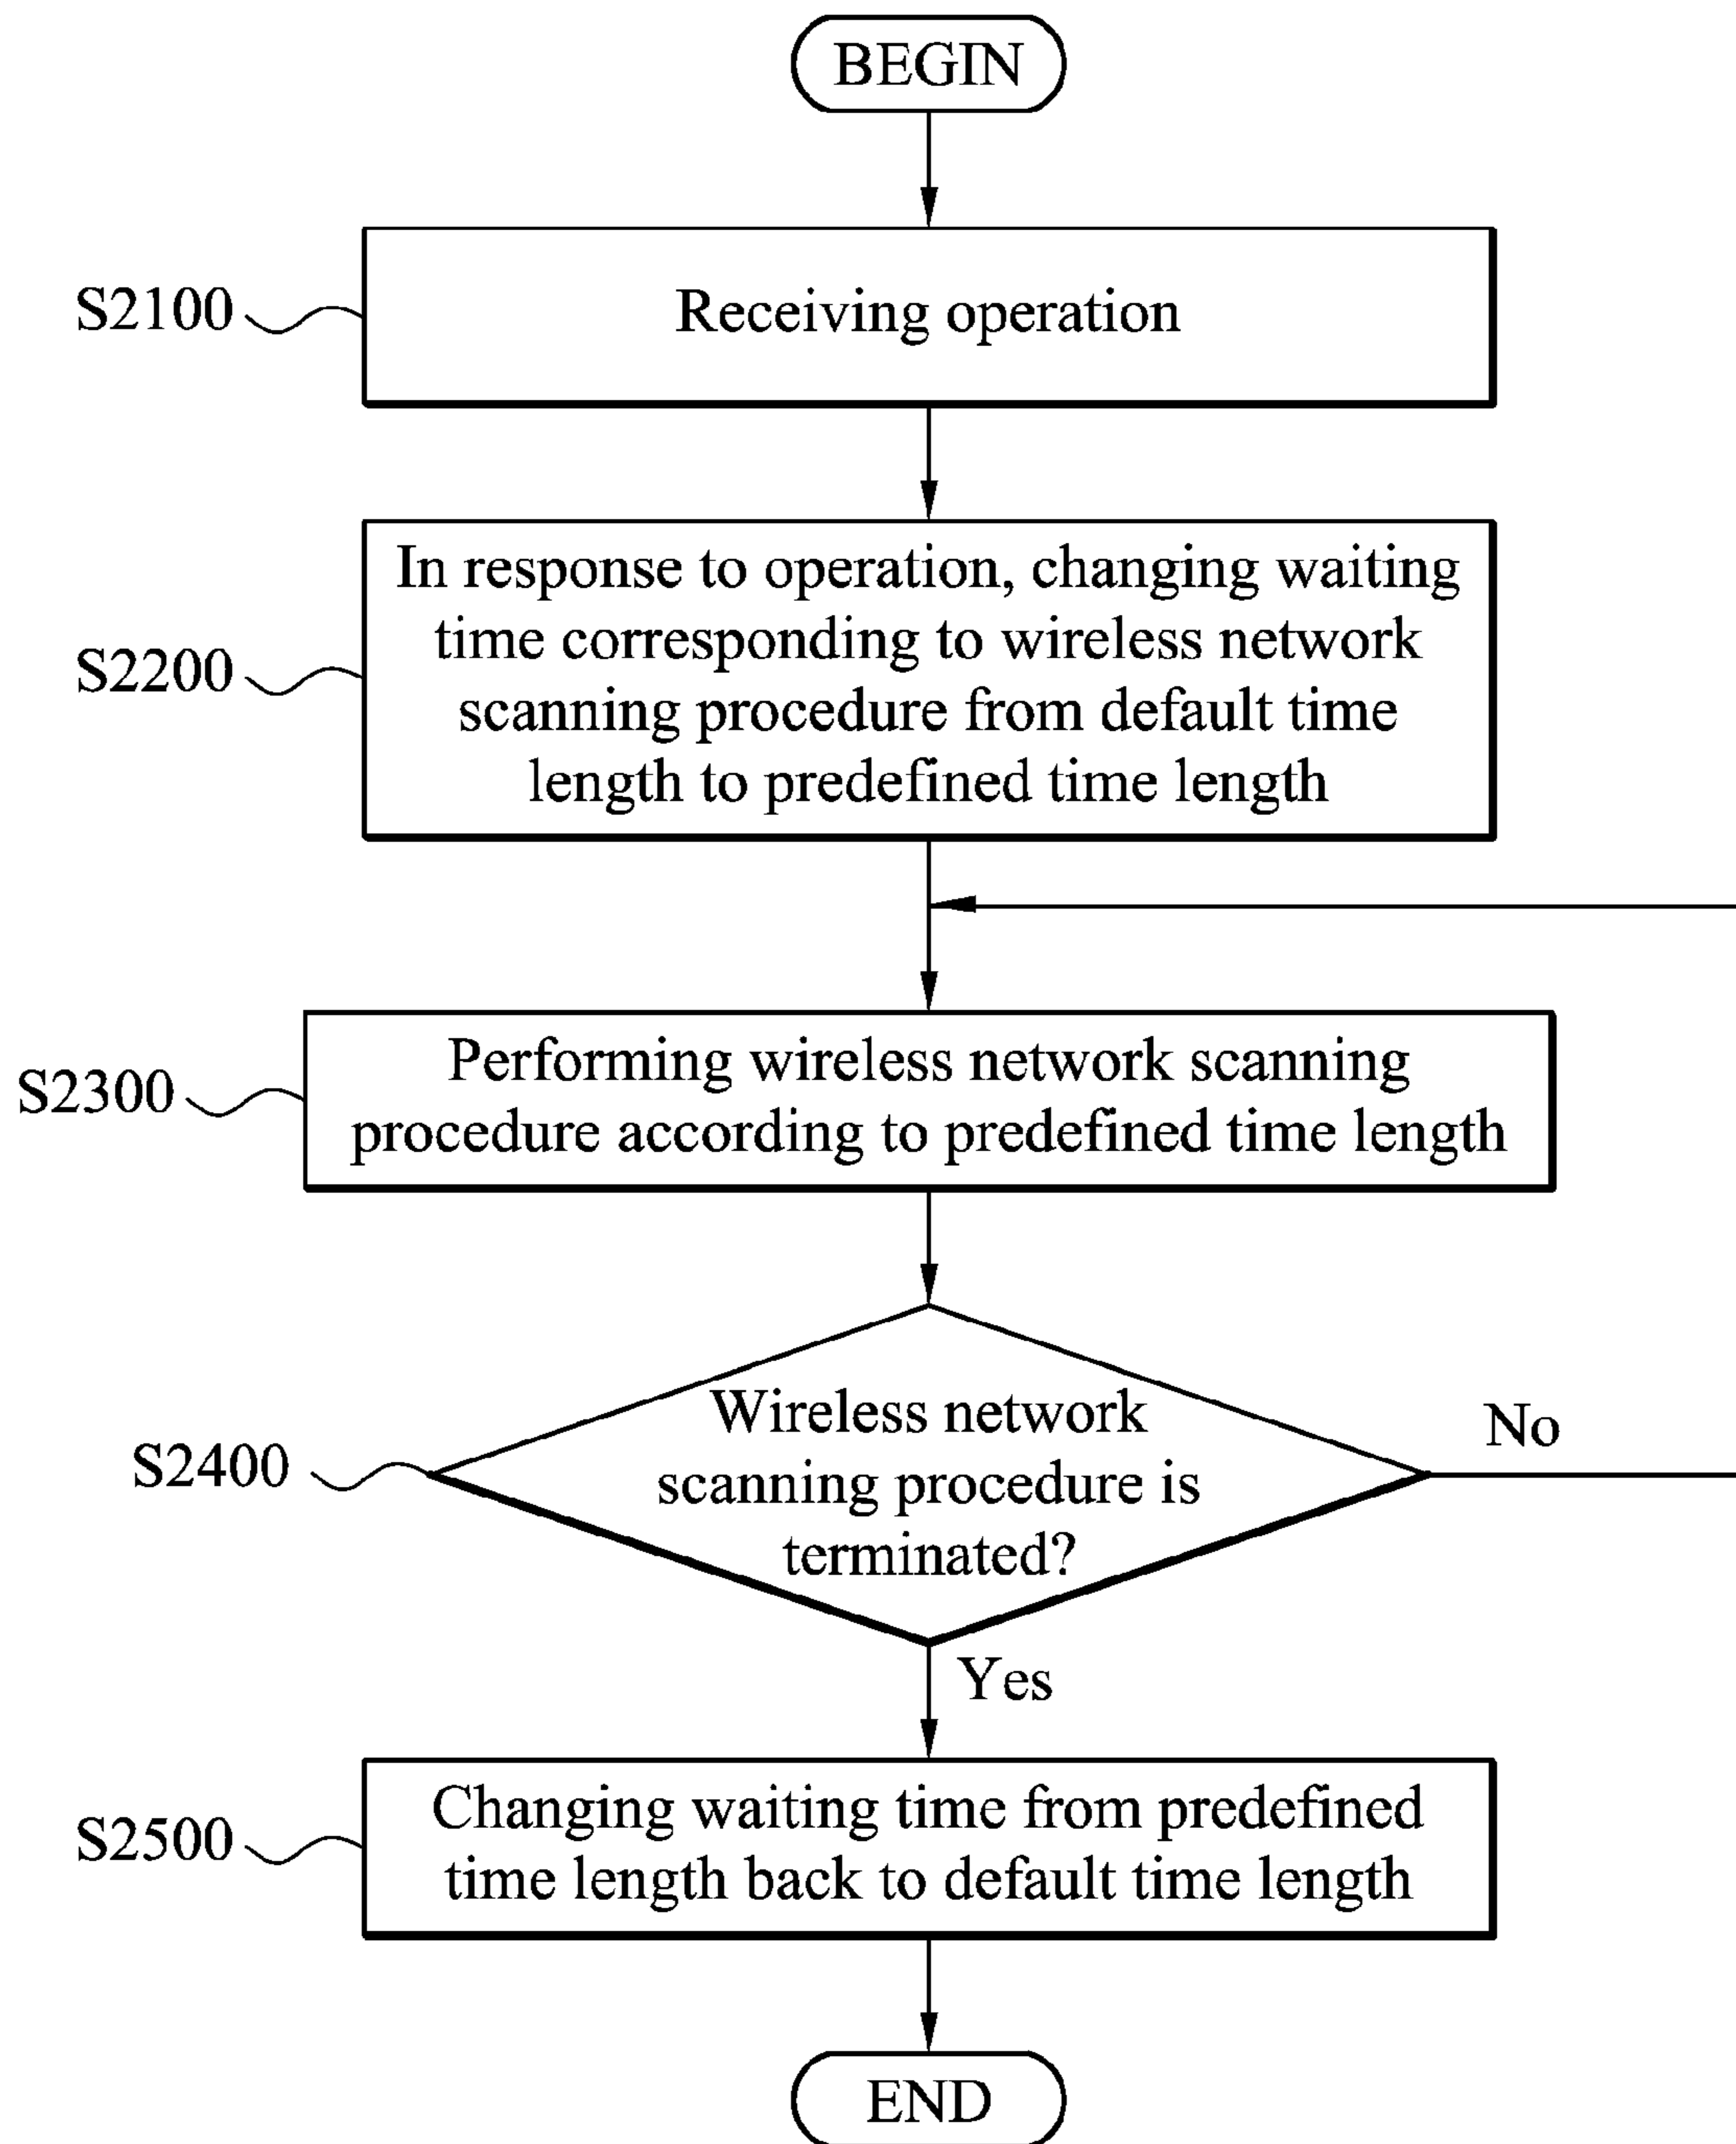 BEGIN
S2100
Receiving operation
S2200
In response to operation, changing waiting
time corresponding to wireless network
scanning procedure from default time
length to predefined time length
S2300
Performing wireless network scanning
procedure according to predefined time length
S2400
Wireless network
scanning procedure is
terminated?
No
Yes
S2500
Changing waiting time from predefined
time length back to default time length
END